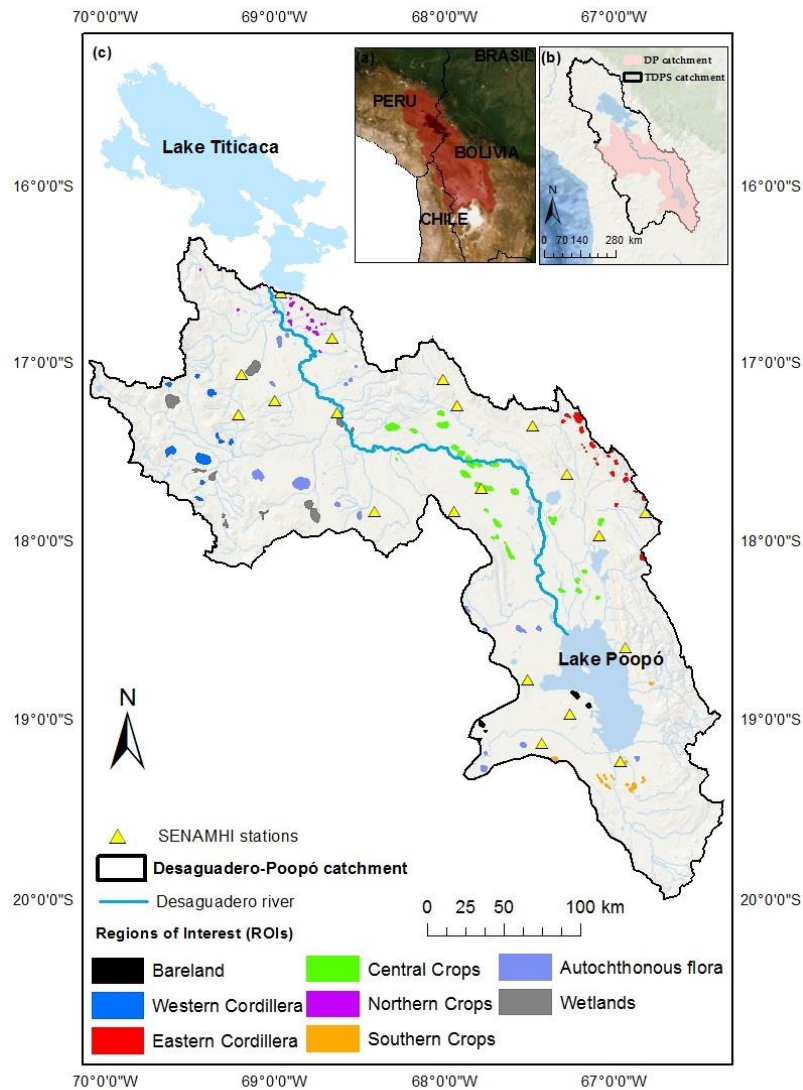 70°0'0"W 69°0'0"W 68°0'0"W 67°0'0"W
(c)
(a)
BRASIL
PERU
BOLIVIA
CHILE
(b)
DP catchment
TDPS catchment
N
0 70 140 280 km
Lake Titicaca
16°0'0"S 16°0'0"S
17°0'0"S 17°0'0"S
18°0'0"S 18°0'0"S
Lake Poopó
19°0'0"S 19°0'0"S
N
SENAMHI stations
Desaguadero-Poopó catchment
Desaguadero river
20°0'0"S 20°0'0"S
0 25 50 100 km
Regions of Interest (ROIs)
Bareland Central Crops Autochthonous flora
Western Cordillera Northern Crops Wetlands
Eastern Cordillera Southern Crops
70°0'0"W 69°0'0"W 68°0'0"W 67°0'0"W